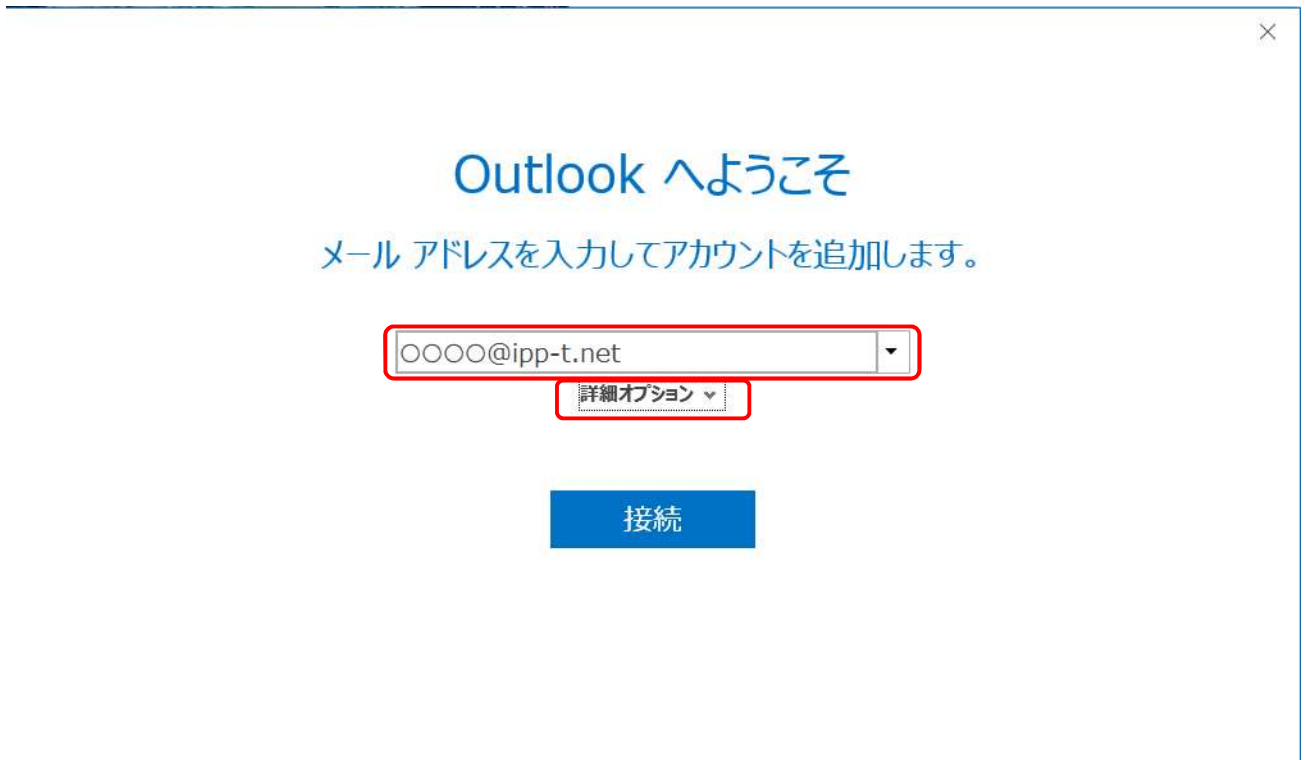 Outlook へようこそ
メール アドレスを入力してアカウントを追加します。
○○○○@ipp-t.net
詳細オプション
接続